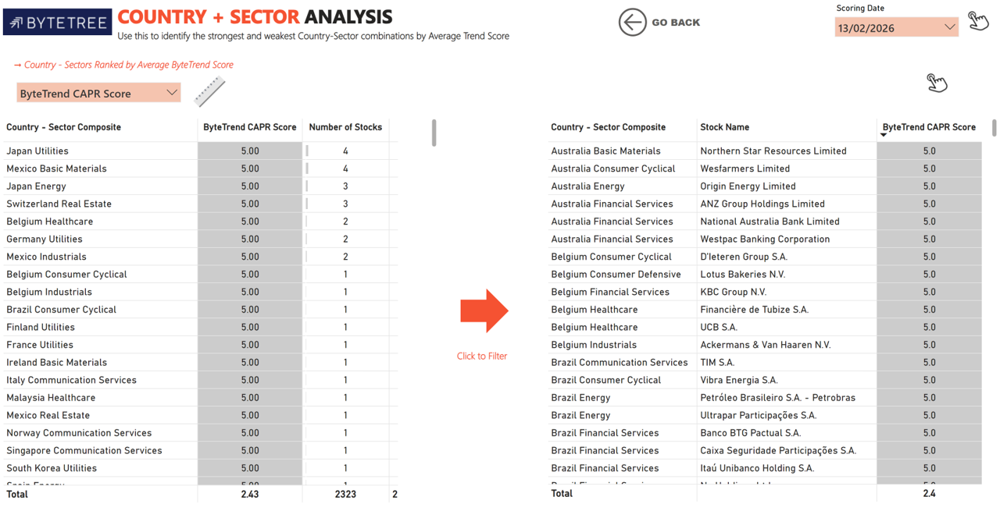 BYTETREE
COUNTRY + SECTOR ANALYSIS
Use this to identify the strongest and weakest Country-Sector combinations by Average Trend Score
GO BACK
Scoring Date
13/02/2026
→ Country - Sectors Ranked by Average ByteTrend Score
ByteTrend CAPR Score
Country - Sector Composite ByteTrend CAPR Score Number of Stocks
Japan Utilities 5.00 4
Mexico Basic Materials 5.00 4
Japan Energy 5.00 3
Switzerland Real Estate 5.00 3
Belgium Healthcare 5.00 2
Germany Utilities 5.00 2
Mexico Industrials 5.00 2
Belgium Consumer Cyclical 5.00 1
Belgium Industrials 5.00 1
Brazil Consumer Cyclical 5.00 1
Finland Utilities 5.00 1
France Utilities 5.00 1
Ireland Basic Materials 5.00 1
Italy Communication Services 5.00 1
Malaysia Healthcare 5.00 1
Mexico Real Estate 5.00 1
Norway Communication Services 5.00 1
Singapore Communication Services 5.00 1
South Korea Utilities 5.00 1
Total 2.43 2323 2
Click to Filter
Country - Sector Composite Stock Name ByteTrend CAPR Score
Australia Basic Materials Northern Star Resources Limited 5.0
Australia Consumer Cyclical Wesfarmers Limited 5.0
Australia Energy Origin Energy Limited 5.0
Australia Financial Services ANZ Group Holdings Limited 5.0
Australia Financial Services National Australia Bank Limited 5.0
Australia Financial Services Westpac Banking Corporation 5.0
Belgium Consumer Cyclical D'Ieteren Group S.A. 5.0
Belgium Consumer Defensive Lotus Bakeries N.V. 5.0
Belgium Financial Services KBC Group N.V. 5.0
Belgium Healthcare Financière de Tubize S.A. 5.0
Belgium Healthcare UCB S.A. 5.0
Belgium Industrials Ackermans & Van Haaren N.V. 5.0
Brazil Communication Services TIM S.A. 5.0
Brazil Consumer Cyclical Vibra Energia S.A. 5.0
Brazil Energy Petróleo Brasileiro S.A. - Petrobras 5.0
Brazil Energy Ultrapar Participações S.A. 5.0
Brazil Financial Services Banco BTG Pactual S.A. 5.0
Brazil Financial Services Caixa Seguridade Participações S.A. 5.0
Brazil Financial Services Itaú Unibanco Holding S.A. 5.0
Total 2.4